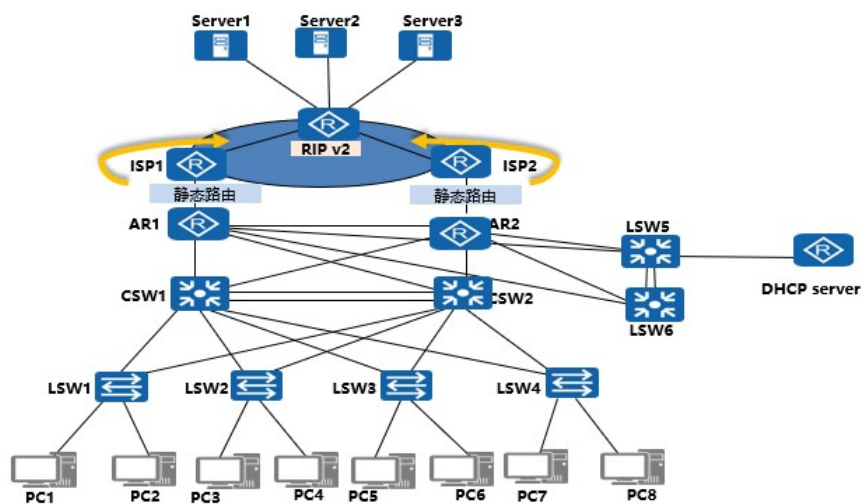 Server1
Server2
Server3
RIP v2
ISP1
ISP2
静态路由
静态路由
AR1
AR2
LSW5
DHCP server
CSW1
CSW2
LSW6
LSW1
LSW2
LSW3
LSW4
PC1
PC2
PC3
PC4
PC5
PC6
PC7
PC8